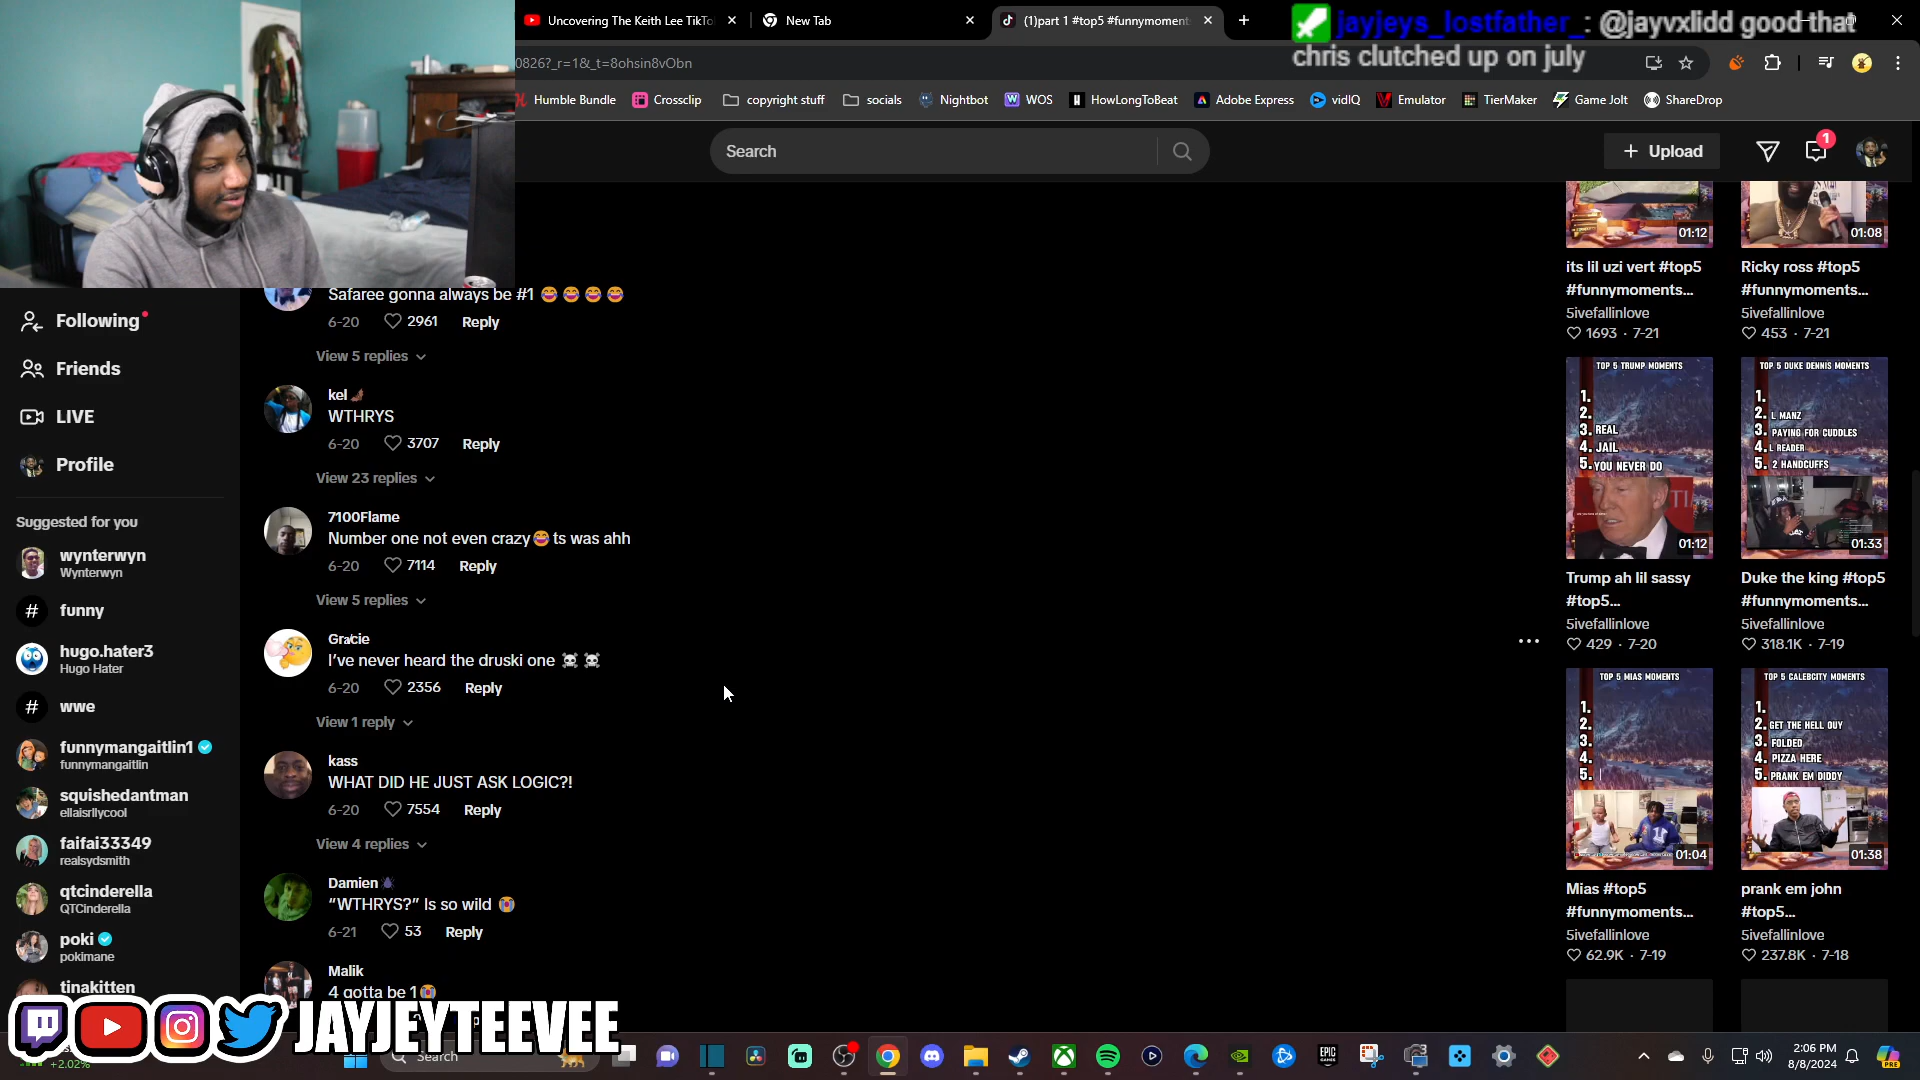 Uncovering The Keith Lee TikTo
New Tab
(1)part 1 #top5 #funnymoment
jayjeys_lostfather_: @jayvxlidd good that
chris clutched up on july
0826?_r=1&_t=8ohsin8vObn
Humble Bundle
Crossclip
copyright stuff
socials
Nightbot
WOS
HowLongToBeat
Adobe Express
vidIQ
Emulator
TierMaker
Game Jolt
ShareDrop
Search
Upload
1
Following
Friends
LIVE
Profile
Suggested for you
wynterwyn
Wynterwyn
# funny
hugo.hater3
Hugo Hater
# wwe
funnymangaitlin1
funnymangaitlin
squishedantman
ellaisrllycool
faifai33349
realsydsmith
qtcinderella
QTCinderella
poki
pokimane
tinakitten
Safaree gonna always be #1 😂😂😂😂
6-20 2961 Reply
View 5 replies
kel
WTHRYS
6-20 3707 Reply
View 23 replies
7100Flame
Number one not even crazy😂ts was ahh
6-20 7114 Reply
View 5 replies
Gra/cie
I've never heard the druski one ☠️☠️
6-20 2356 Reply
View 1 reply
kass
WHAT DID HE JUST ASK LOGIC?!
6-20 7554 Reply
View 4 replies
Damien
“WTHRYS?” Is so wild 😭
6-21 53 Reply
Malik
4 gotta be 1😭
01:12
its lil uzi vert #top5
#funnymoments...
5ivefallinlove
1693 · 7-21
01:08
Ricky ross #top5
#funnymoments...
5ivefallinlove
453 · 7-21
TOP 5 TRUMP MOMENTS
1.
2.
3. REAL
4. JAIL
5. YOU NEVER DO
01:12
Trump ah lil sassy
#top5...
5ivefallinlove
429 · 7-20
TOP 5 DUKE DENNIS MOMENTS
1.
2. L MANZ
3. PAYING FOR CUDDLES
4. L READER
5. 2 HANDCUFFS
01:33
Duke the king #top5
#funnymoments...
5ivefallinlove
318.1K · 7-19
TOP 5 MIAS MOMENTS
1.
2.
3.
4.
5.
01:04
Mias #top5
#funnymoments...
5ivefallinlove
62.9K · 7-19
TOP 5 CALEBCITY MOMENTS
1.
2. GET THE HELL OUY
3. FOLDED
4. PIZZA HERE
5. PRANK EM DIDDY
01:38
prank em john
#top5...
5ivefallinlove
237.8K · 7-18
JAYJEYTEEVEE
+2.02%
Search
EPIC
GAMES
2:06 PM
8/8/2024
PRE